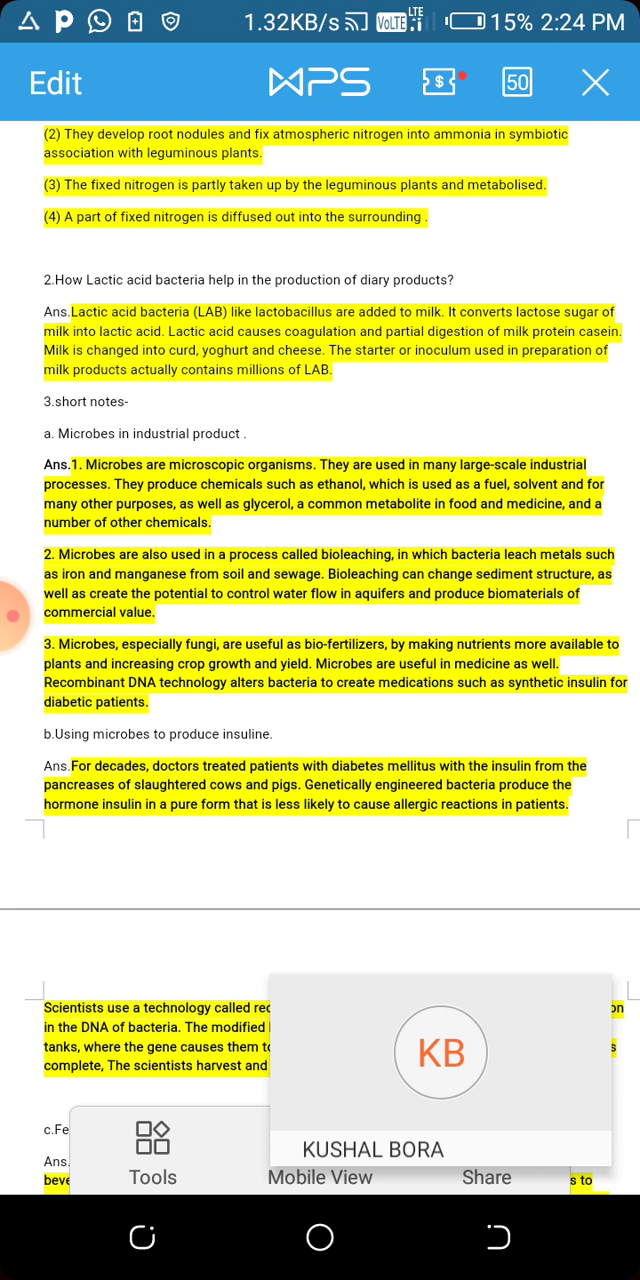 1.32KB/s VoLTE LTE 15% 2:24 PM
Edit WPS $ 50
(2) They develop root nodules and fix atmospheric nitrogen into ammonia in symbiotic
association with leguminous plants.
(3) The fixed nitrogen is partly taken up by the leguminous plants and metabolised.
(4) A part of fixed nitrogen is diffused out into the surrounding .
2.How Lactic acid bacteria help in the production of diary products?
Ans.Lactic acid bacteria (LAB) like lactobacillus are added to milk. It converts lactose sugar of
milk into lactic acid. Lactic acid causes coagulation and partial digestion of milk protein casein.
Milk is changed into curd, yoghurt and cheese. The starter or inoculum used in preparation of
milk products actually contains millions of LAB.
3.short notes-
a. Microbes in industrial product .
Ans.1. Microbes are microscopic organisms. They are used in many large-scale industrial
processes. They produce chemicals such as ethanol, which is used as a fuel, solvent and for
many other purposes, as well as glycerol, a common metabolite in food and medicine, and a
number of other chemicals.
2. Microbes are also used in a process called bioleaching, in which bacteria leach metals such
as iron and manganese from soil and sewage. Bioleaching can change sediment structure, as
well as create the potential to control water flow in aquifers and produce biomaterials of
commercial value.
3. Microbes, especially fungi, are useful as bio-fertilizers, by making nutrients more available to
plants and increasing crop growth and yield. Microbes are useful in medicine as well.
Recombinant DNA technology alters bacteria to create medications such as synthetic insulin for
diabetic patients.
b.Using microbes to produce insuline.
Ans.For decades, doctors treated patients with diabetes mellitus with the insulin from the
pancreases of slaughtered cows and pigs. Genetically engineered bacteria produce the
hormone insulin in a pure form that is less likely to cause allergic reactions in patients.
Scientists use a technology called
in the DNA of bacteria. The modified
tanks, where the gene causes them
complete, The scientists harvest and
KB
KUSHAL BORA
Ans.
s to
Tools Mobile View Share